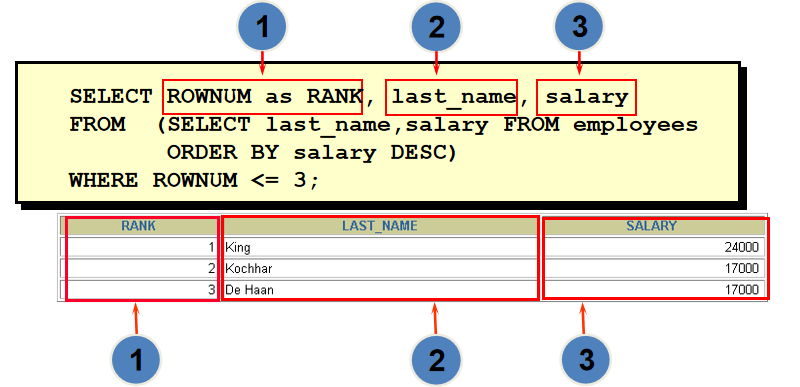 1 2 3
SELECT ROWNUM as RANK, last_name, salary
FROM (SELECT last_name,salary FROM employees
ORDER BY salary DESC)
WHERE ROWNUM <= 3;
RANK LAST_NAME SALARY
1 King 24000
2 Kochhar 17000
3 De Haan 17000
1 2 3